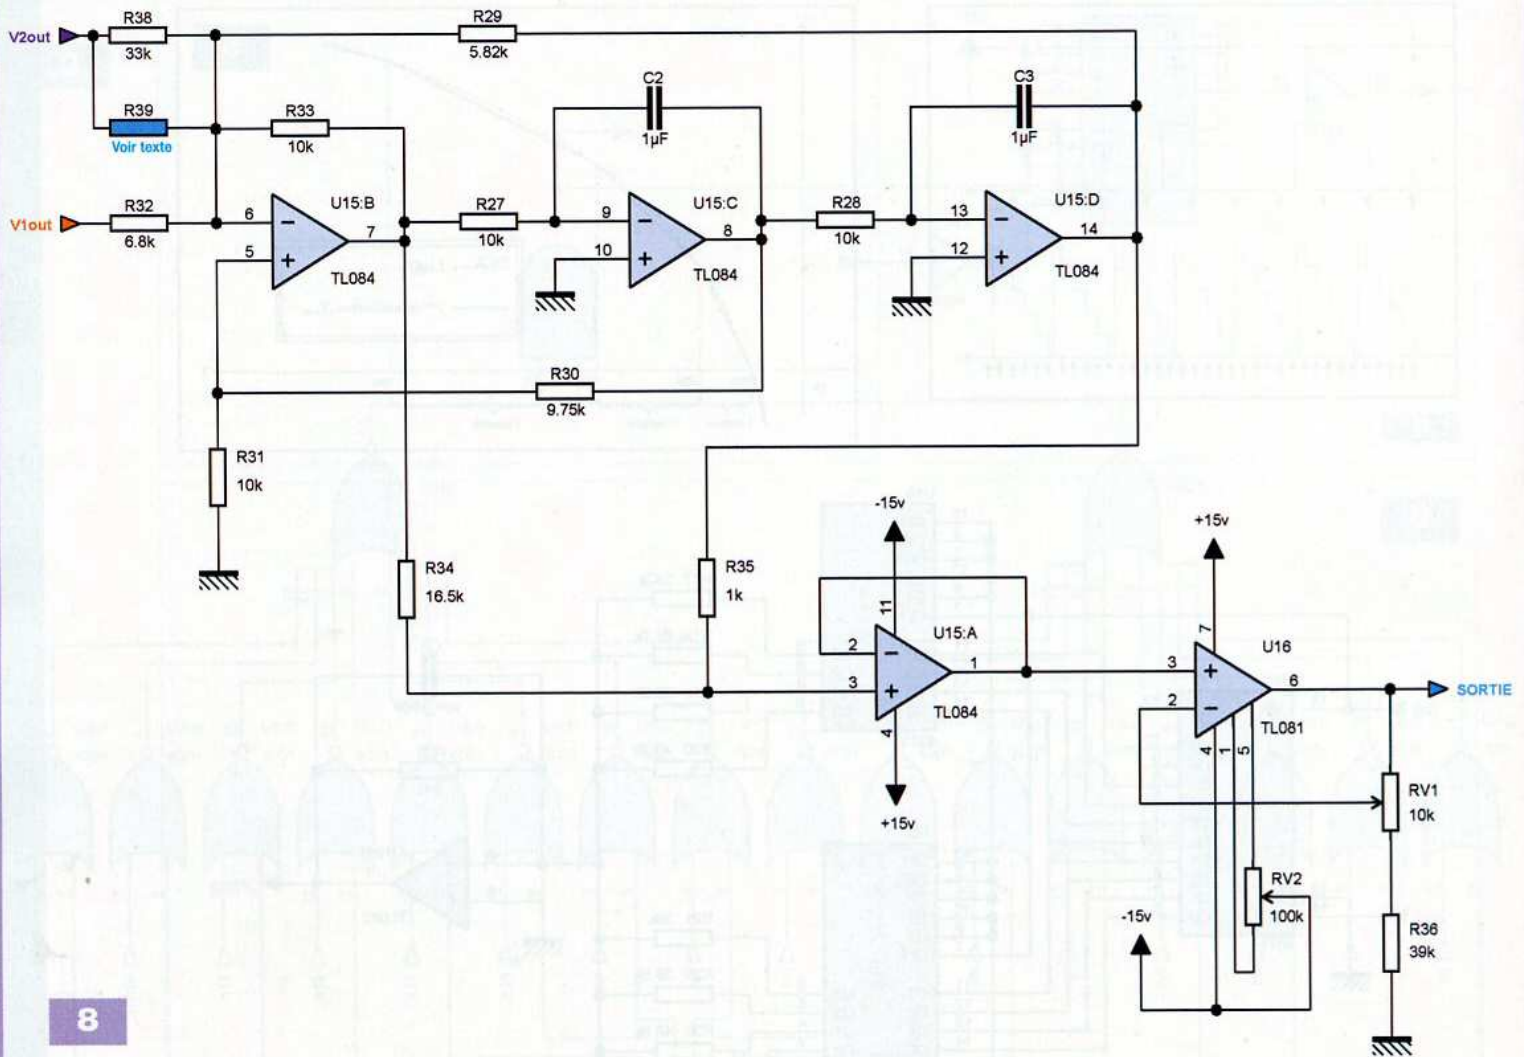 V2out
R38
33k
R29
5.82k
R39
Voir texte
R33
10k
C2
1µF
C3
1µF
V1out
R32
6.8k
6
5
U15:B
7
TL084
R27
10k
9
10
U15:C
8
TL084
R28
10k
13
12
U15:D
14
TL084
R30
9.75k
R31
10k
R34
16.5k
R35
1k
-15v
11
2
3
U15:A
1
TL084
4
+15v
+15v
7
3
2
U16
6
TL081
4
1
5
SORTIE
RV1
10k
RV2
100k
-15v
R36
39k
8